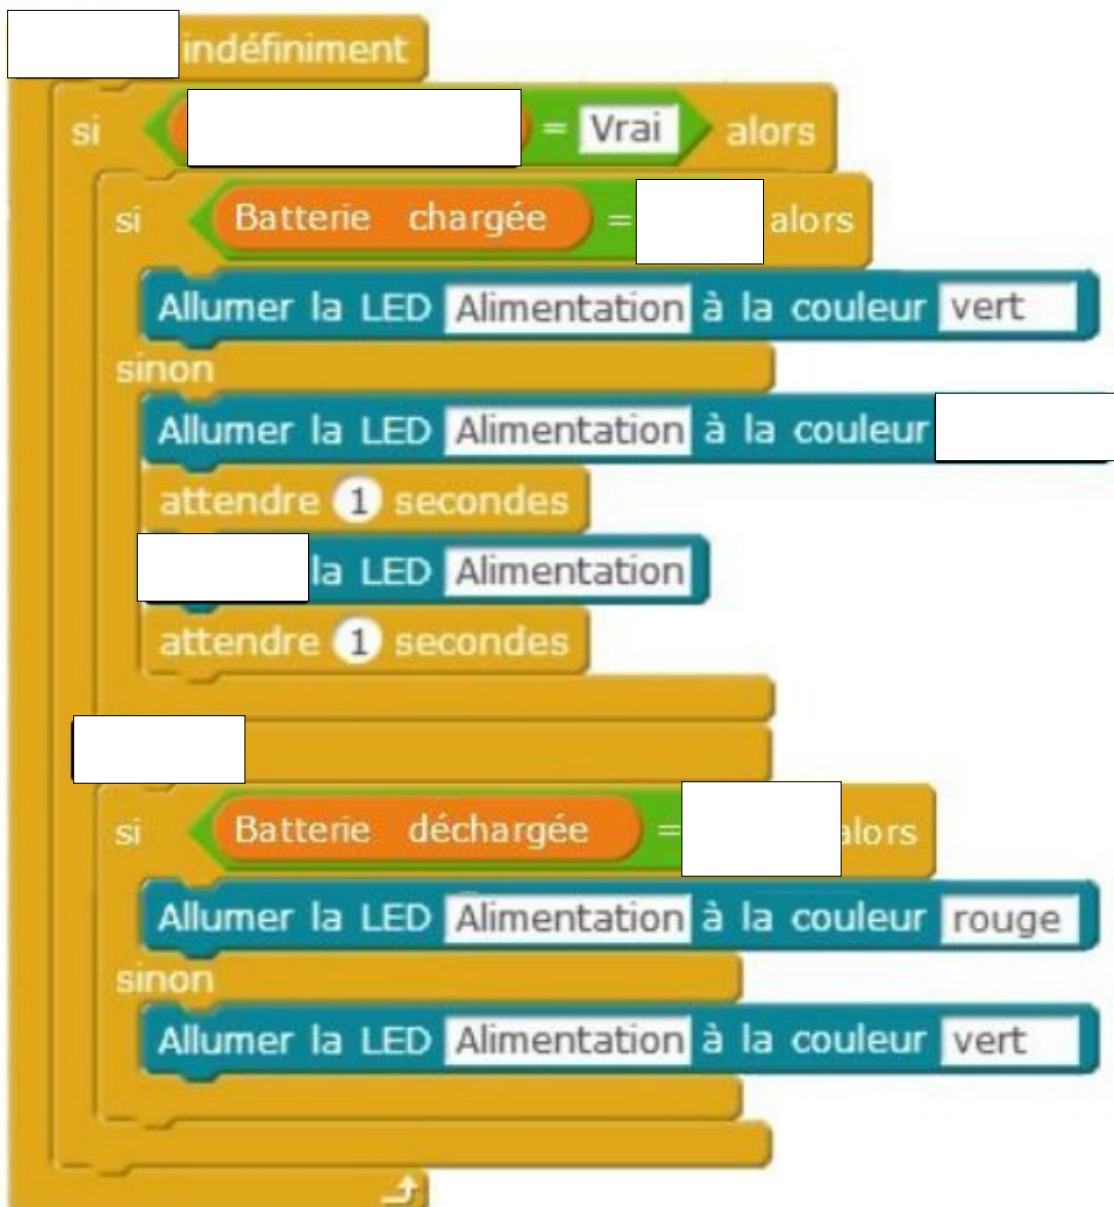 indéfiniment
si = Vrai alors
si Batterie chargée = alors
Allumer la LED Alimentation à la couleur vert
sinon
Allumer la LED Alimentation à la couleur
attendre 1 secondes
la LED Alimentation
attendre 1 secondes
si Batterie déchargée = alors
Allumer la LED Alimentation à la couleur rouge
sinon
Allumer la LED Alimentation à la couleur vert